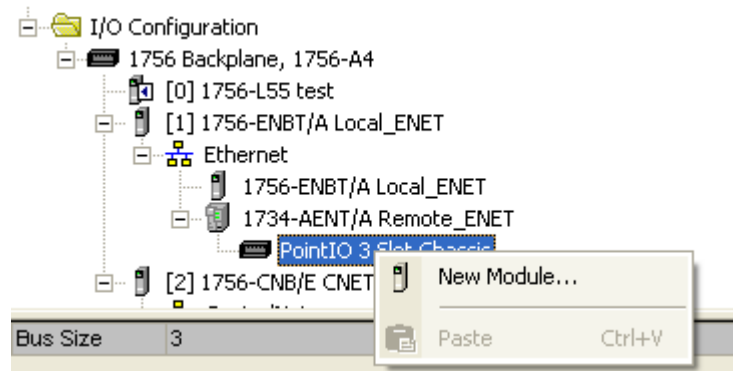 I/O Configuration
1756 Backplane, 1756-A4
[0] 1756-L55 test
[1] 1756-ENBT/A Local_ENET
Ethernet
1756-ENBT/A Local_ENET
1734-AENT/A Remote_ENET
PointIO 3 Slot Chassis
[2] 1756-CNB/E CNET
New Module...
Bus Size 3
Paste Ctrl+V